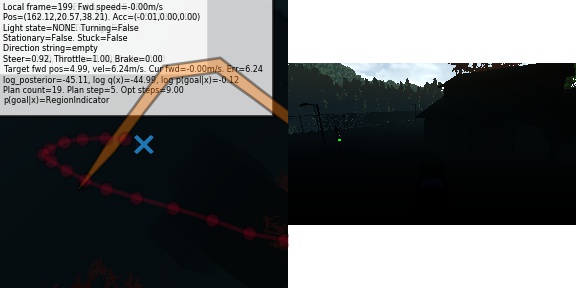 Local frame=199. Fwd speed=-0.00m/s
Pos=(162.12,20.57,38.21). Acc=(-0.01,0.00,0.00)
Light state=NONE. Turning=False
Stationary=False. Stuck=False
Direction string=empty
Steer=0.92, Throttle=1.00, Brake=0.00
Target fwd pos=4.99, vel=6.24m/s. Cur fwd=-0.00m/s. Err=6.24
log_posterior=-45.11, log q(x)=-44.99, log p(goal|x)=-0.12
Plan count=19. Plan step=5. Opt steps=9.00
p(goal|x)=RegionIndicator